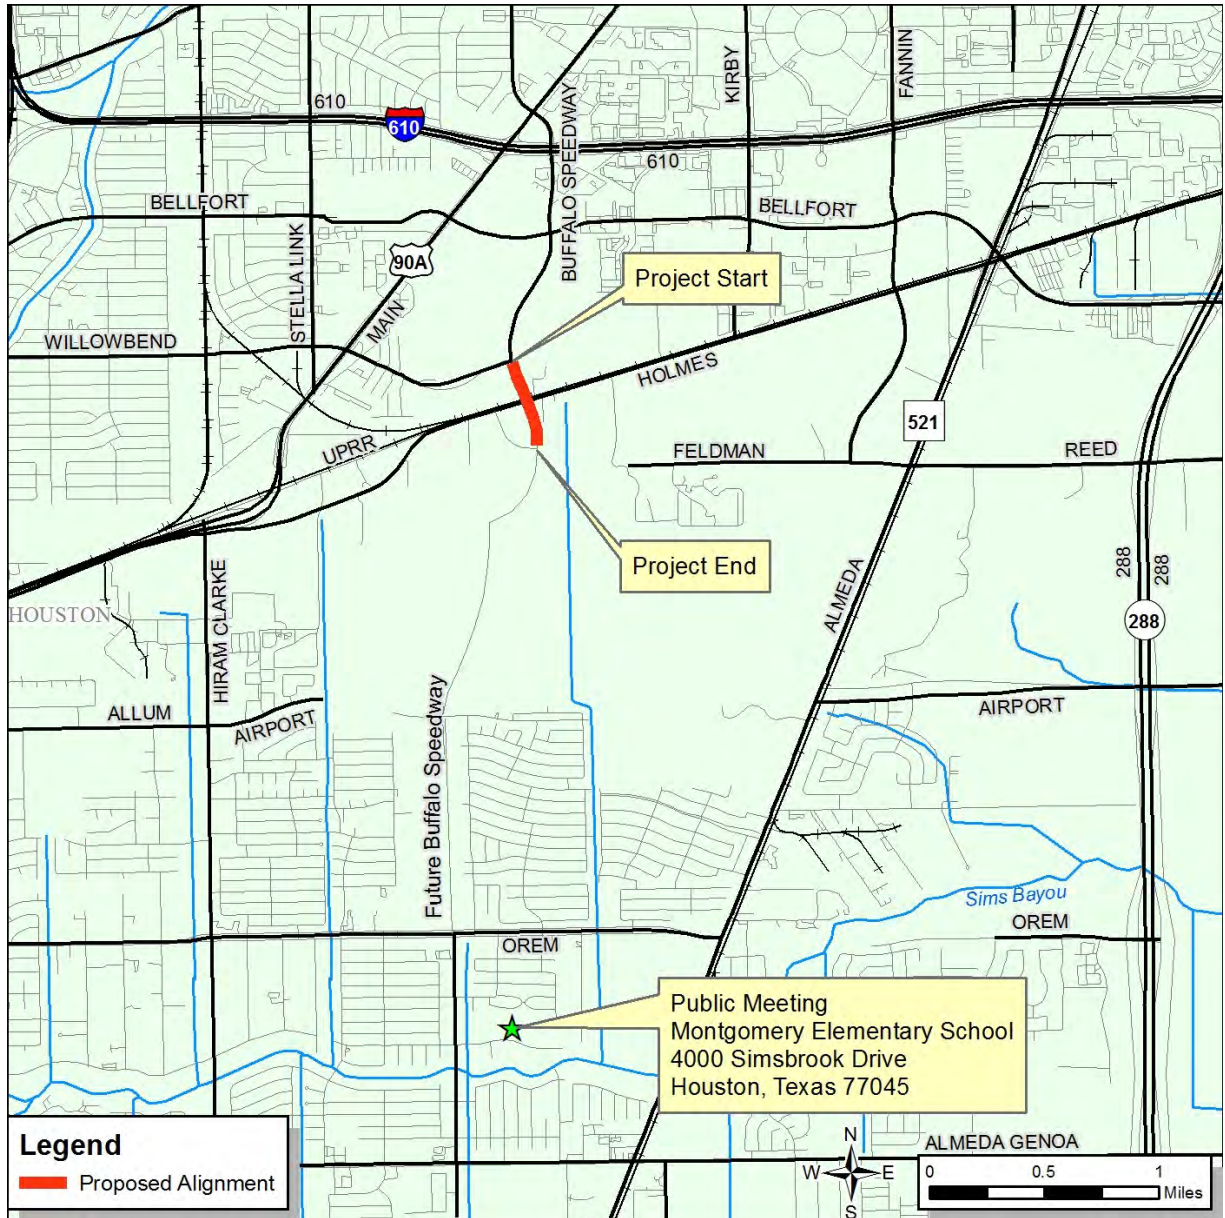 610
610
610
KIRBY
FANNIN
BUFFALO SPEEDWAY
BELLFORT
BELLFORT
STELLA LINK
90A
MAIN
Project Start
WILLOWBEND
HOLMES
UPRR
521
FELDMAN
REED
Project End
ALMEDA
288
288
288
HOUSTON
HIRAM CLARKE
ALLUM
AIRPORT
AIRPORT
Future Buffalo Speedway
Sims Bayou
OREM
OREM
Public Meeting
Montgomery Elementary School
4000 Simsbrook Drive
Houston, Texas 77045
Legend
Proposed Alignment
ALMEDA GENOA
N
W
E
S
0 0.5 1
Miles